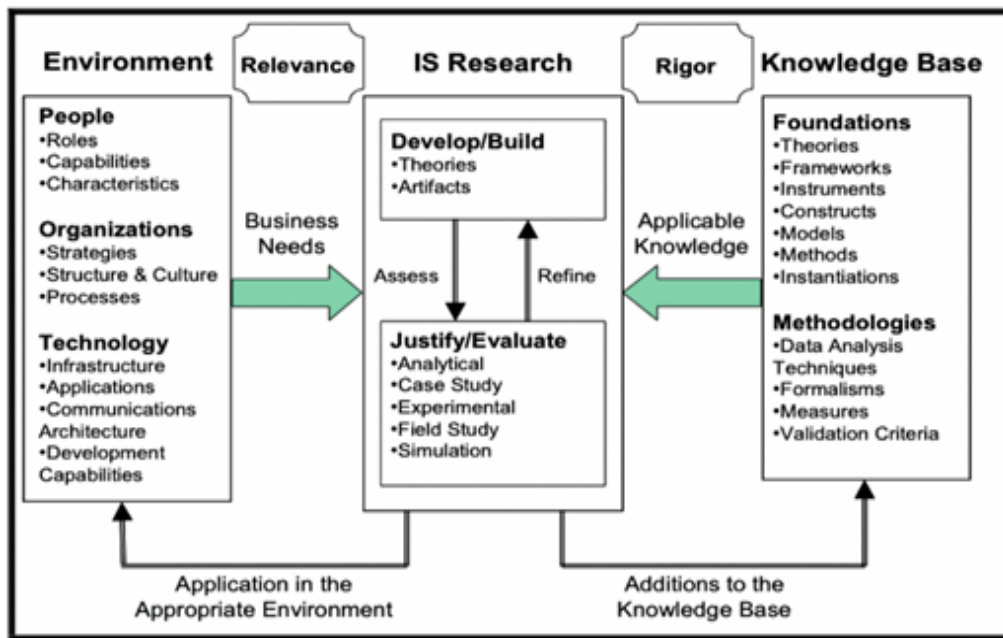 Environment
Relevance
IS Research
Rigor
Knowledge Base
People
•Roles
•Capabilities
•Characteristics
Organizations
•Strategies
•Structure & Culture
•Processes
Technology
•Infrastructure
•Applications
•Communications
Architecture
•Development
Capabilities
Business
Needs
Develop/Build
•Theories
•Artifacts
Assess
Refine
Justify/Evaluate
•Analytical
•Case Study
•Experimental
•Field Study
•Simulation
Applicable
Knowledge
Foundations
•Theories
•Frameworks
•Instruments
•Constructs
•Models
•Methods
•Instantiations
Methodologies
•Data Analysis
Techniques
•Formalisms
•Measures
•Validation Criteria
Application in the
Appropriate Environment
Additions to the
Knowledge Base